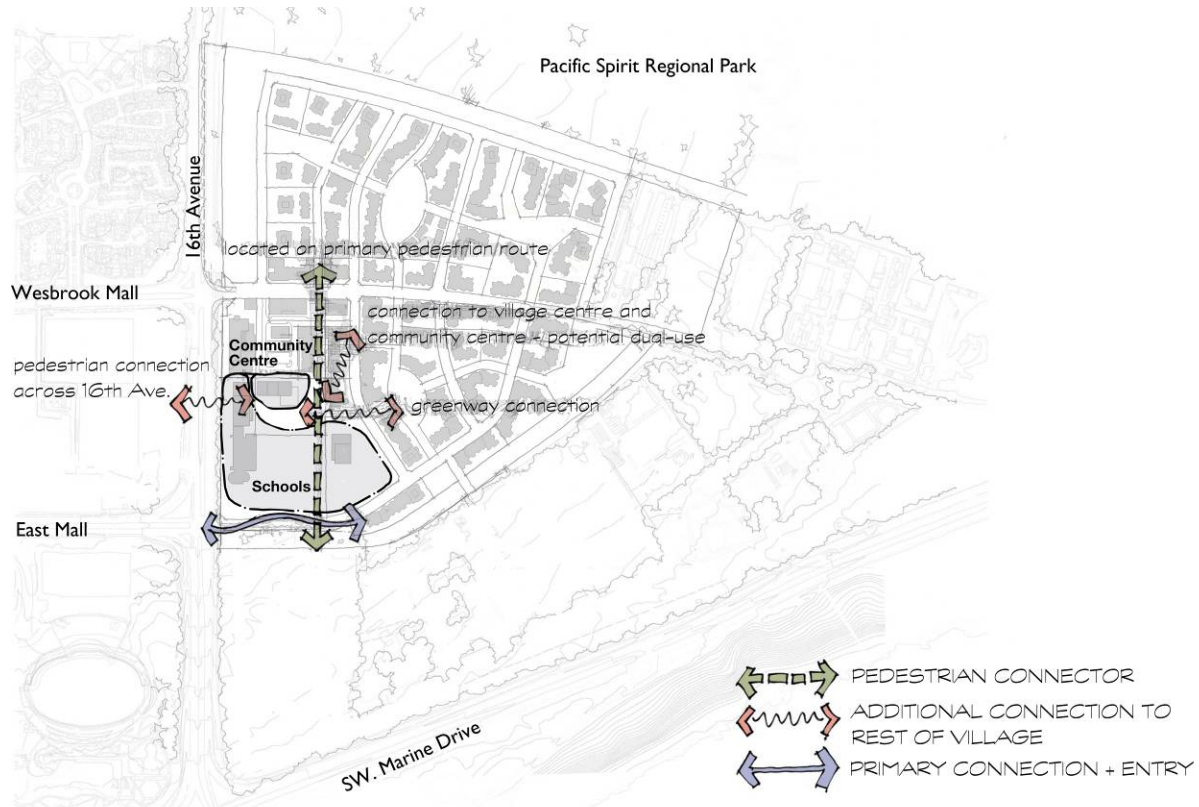 Pacific Spirit Regional Park
16th Avenue
located on primary pedestrian/route
Wesbrook Mall
connection to village centre and
community centre + potential dual-use
Community
Centre
pedestrian connection
across 16th Ave.
greenway connection
Schools
East Mall
SW. Marine Drive
PEDESTRIAN CONNECTOR
ADDITIONAL CONNECTION TO
REST OF VILLAGE
PRIMARY CONNECTION + ENTRY